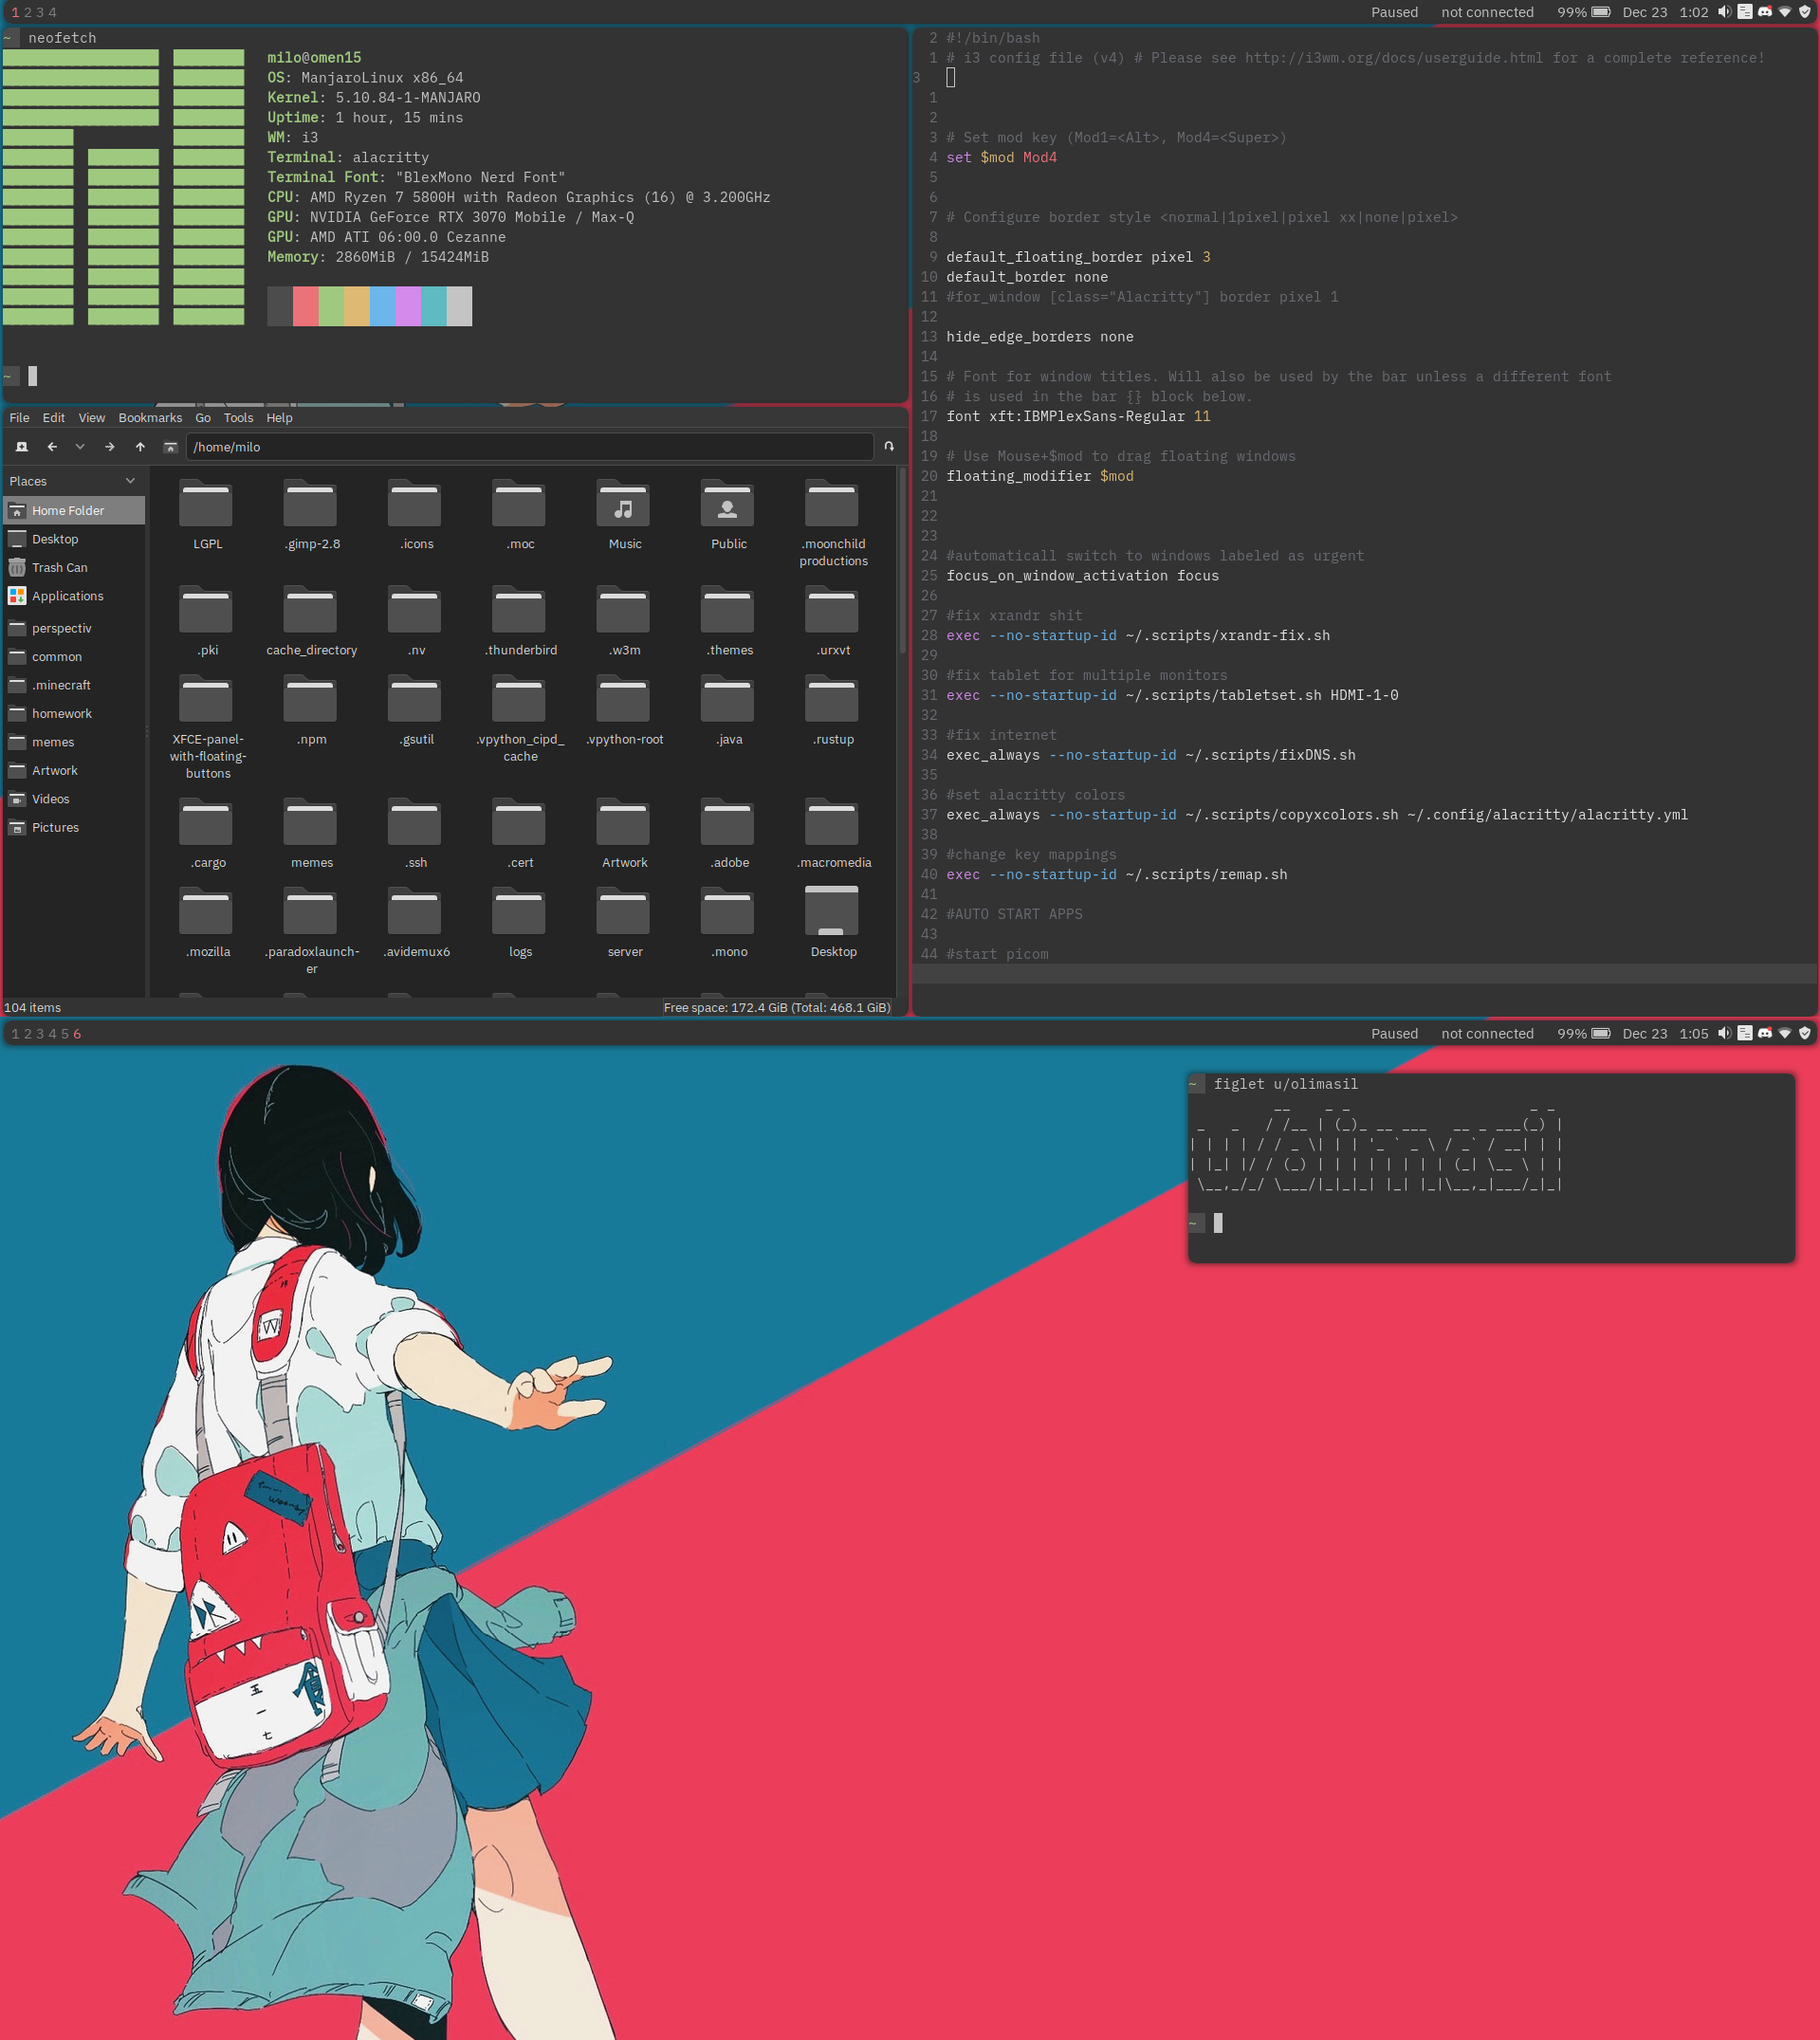 1 2 3 4
Paused not connected 99% Dec 23 1:02
~ neofetch
milo@omen15
OS: ManjaroLinux x86_64
Kernel: 5.10.84-1-MANJARO
Uptime: 1 hour, 15 mins
WM: i3
Terminal: alacritty
Terminal Font: "BlexMono Nerd Font"
CPU: AMD Ryzen 7 5800H with Radeon Graphics (16) @ 3.200GHz
GPU: NVIDIA GeForce RTX 3070 Mobile / Max-Q
GPU: AMD ATI 06:00.0 Cezanne
Memory: 2860MiB / 15424MiB
~
File Edit View Bookmarks Go Tools Help
/home/milo
Places
Home Folder
Desktop
Trash Can
Applications
perspectiv
common
.minecraft
homework
memes
Artwork
Videos
Pictures
LGPL .gimp-2.8 .icons .moc Music Public .moonchild
productions
.pki cache_directory .nv .thunderbird .w3m .themes .urxvt
XFCE-panel- .npm .gsutil .vpython_cipd_ .vpython-root .java .rustup
with-floating- cache
buttons
.cargo memes .ssh .cert Artwork .adobe .macromedia
.mozilla .paradoxlaunch- .avidemux6 logs server .mono Desktop
er
104 items
Free space: 172.4 GiB (Total: 468.1 GiB)
2 #!/bin/bash
1 # i3 config file (v4) # Please see http://i3wm.org/docs/userguide.html for a complete reference!
3
1
2
3 # Set mod key (Mod1=<Alt>, Mod4=<Super>)
4 set $mod Mod4
5
6
7 # Configure border style <normal|1pixel|pixel xx|none|pixel>
8
9 default_floating_border pixel 3
10 default_border none
11 #for_window [class="Alacritty"] border pixel 1
12
13 hide_edge_borders none
14
15 # Font for window titles. Will also be used by the bar unless a different font
16 # is used in the bar {} block below.
17 font xft:IBMPlexSans-Regular 11
18
19 # Use Mouse+$mod to drag floating windows
20 floating_modifier $mod
21
22
23
24 #automaticall switch to windows labeled as urgent
25 focus_on_window_activation focus
26
27 #fix xrandr shit
28 exec --no-startup-id ~/.scripts/xrandr-fix.sh
29
30 #fix tablet for multiple monitors
31 exec --no-startup-id ~/.scripts/tabletset.sh HDMI-1-0
32
33 #fix internet
34 exec_always --no-startup-id ~/.scripts/fixDNS.sh
35
36 #set alacritty colors
37 exec_always --no-startup-id ~/.scripts/copyxcolors.sh ~/.config/alacritty/alacritty.yml
38
39 #change key mappings
40 exec --no-startup-id ~/.scripts/remap.sh
41
42 #AUTO START APPS
43
44 #start picom
1 2 3 4 5 6
Paused not connected 99% Dec 23 1:05
~ figlet u/olimasil
u/olimasil
~
W
食
五
一
七